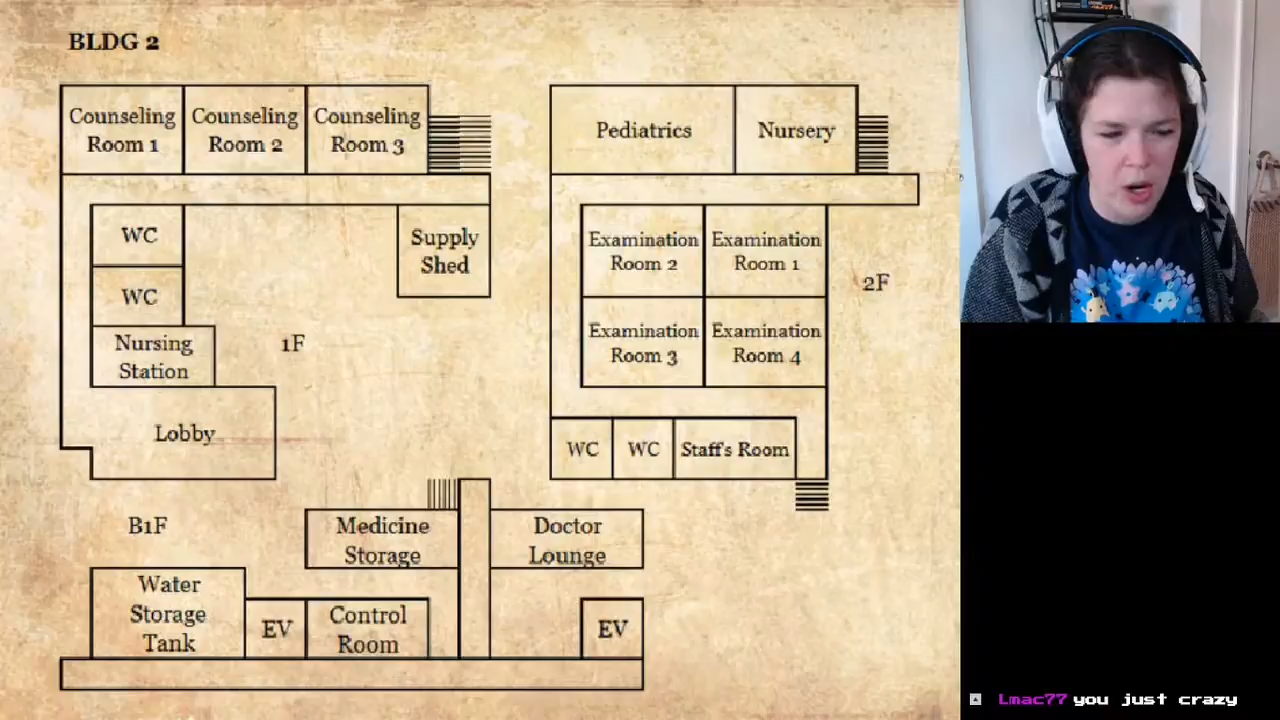 BLDG 2
Counseling
Room 1
Counseling
Room 2
Counseling
Room 3
WC
WC
Nursing
Station
Lobby
Supply
Shed
1F
Pediatrics
Nursery
Examination
Room 2
Examination
Room 1
Examination
Room 3
Examination
Room 4
2F
WC
WC
Staff's Room
B1F
Medicine
Storage
Doctor
Lounge
Water
Storage
Tank
EV
Control
Room
EV
Lmac77 you just crazy